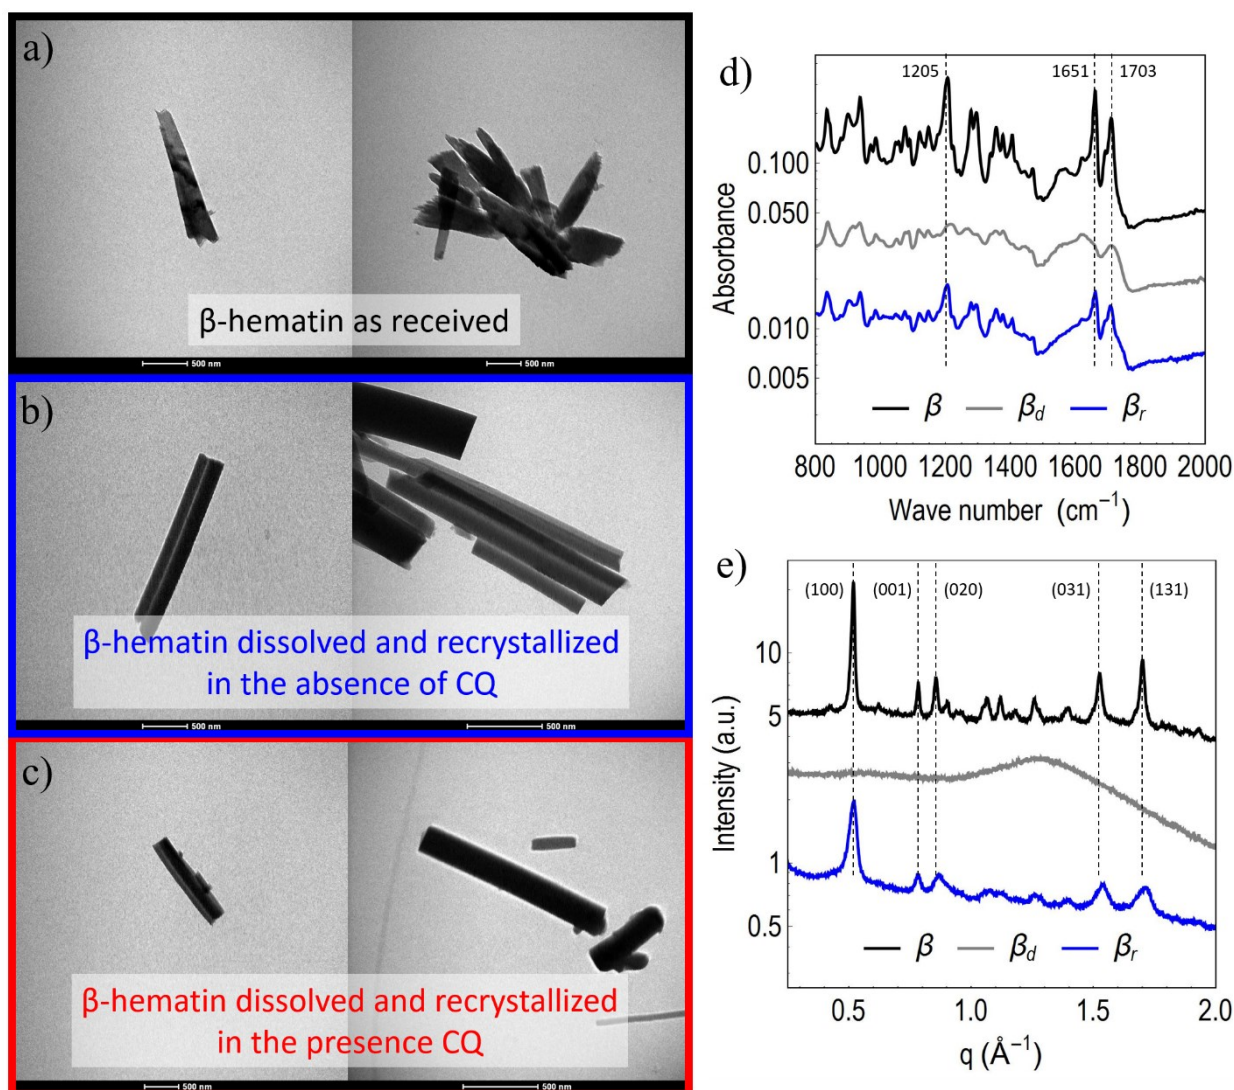 a)
β-hematin as received
500 nm
500 nm
b)
β-hematin dissolved and recrystallized
in the absence of CQ
500 nm
500 nm
c)
β-hematin dissolved and recrystallized
in the presence CQ
500 nm
500 nm
d)
1205
1651
1703
Absorbance
0.100
0.050
0.010
0.005
β
βd
βr
800 1000 1200 1400 1600 1800 2000
Wave number (cm⁻¹)
e)
(100)
(001)
(020)
(031)
(131)
Intensity (a.u.)
10
5
1
0.5
β
βd
βr
0.5 1.0 1.5 2.0
q (Å⁻¹)